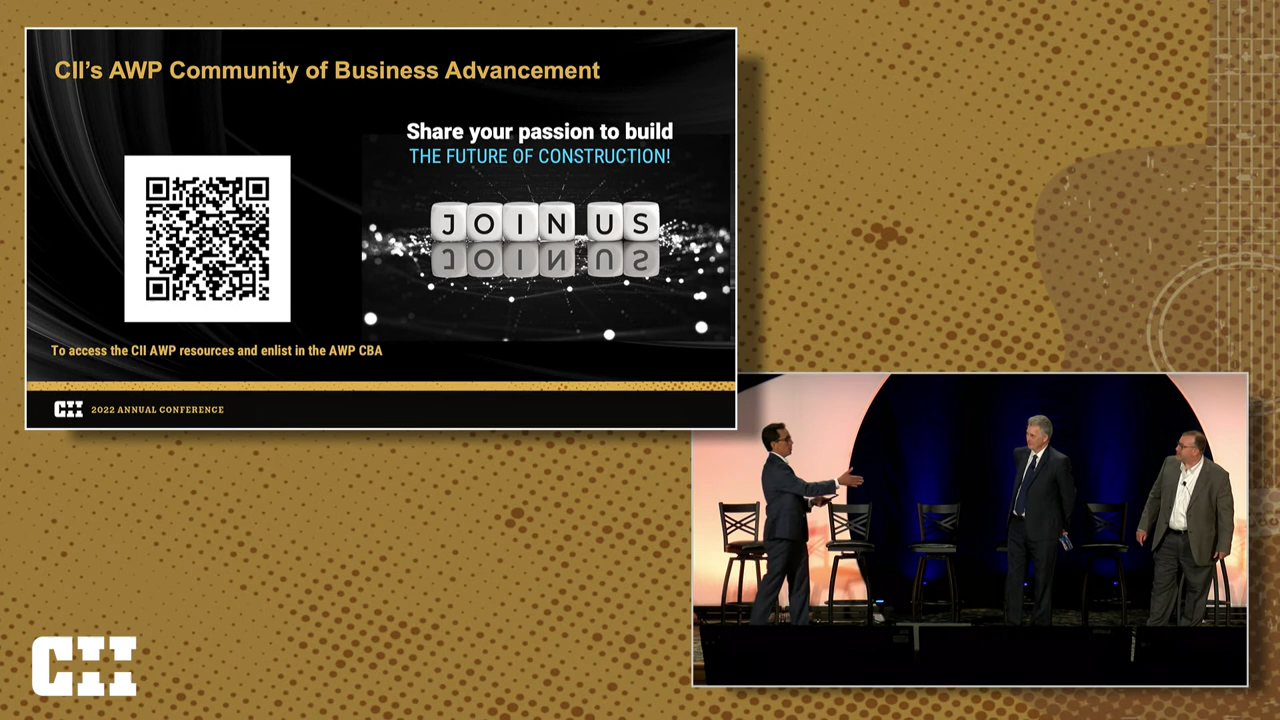 CII's AWP Community of Business Advancement
Share your passion to build
THE FUTURE OF CONSTRUCTION!
JOIN US
To access the CII AWP resources and enlist in the AWP CBA
CII 2022 ANNUAL CONFERENCE
CII